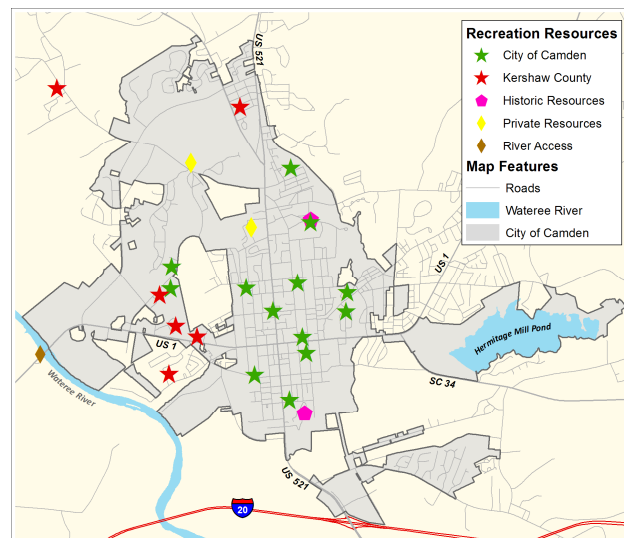 Recreation Resources
City of Camden
Kershaw County
Historic Resources
Private Resources
River Access
Map Features
Roads
Wateree River
City of Camden
US 521
US 1
Hermitage Mill Pond
US 1
SC 34
Wateree River
US 521
20